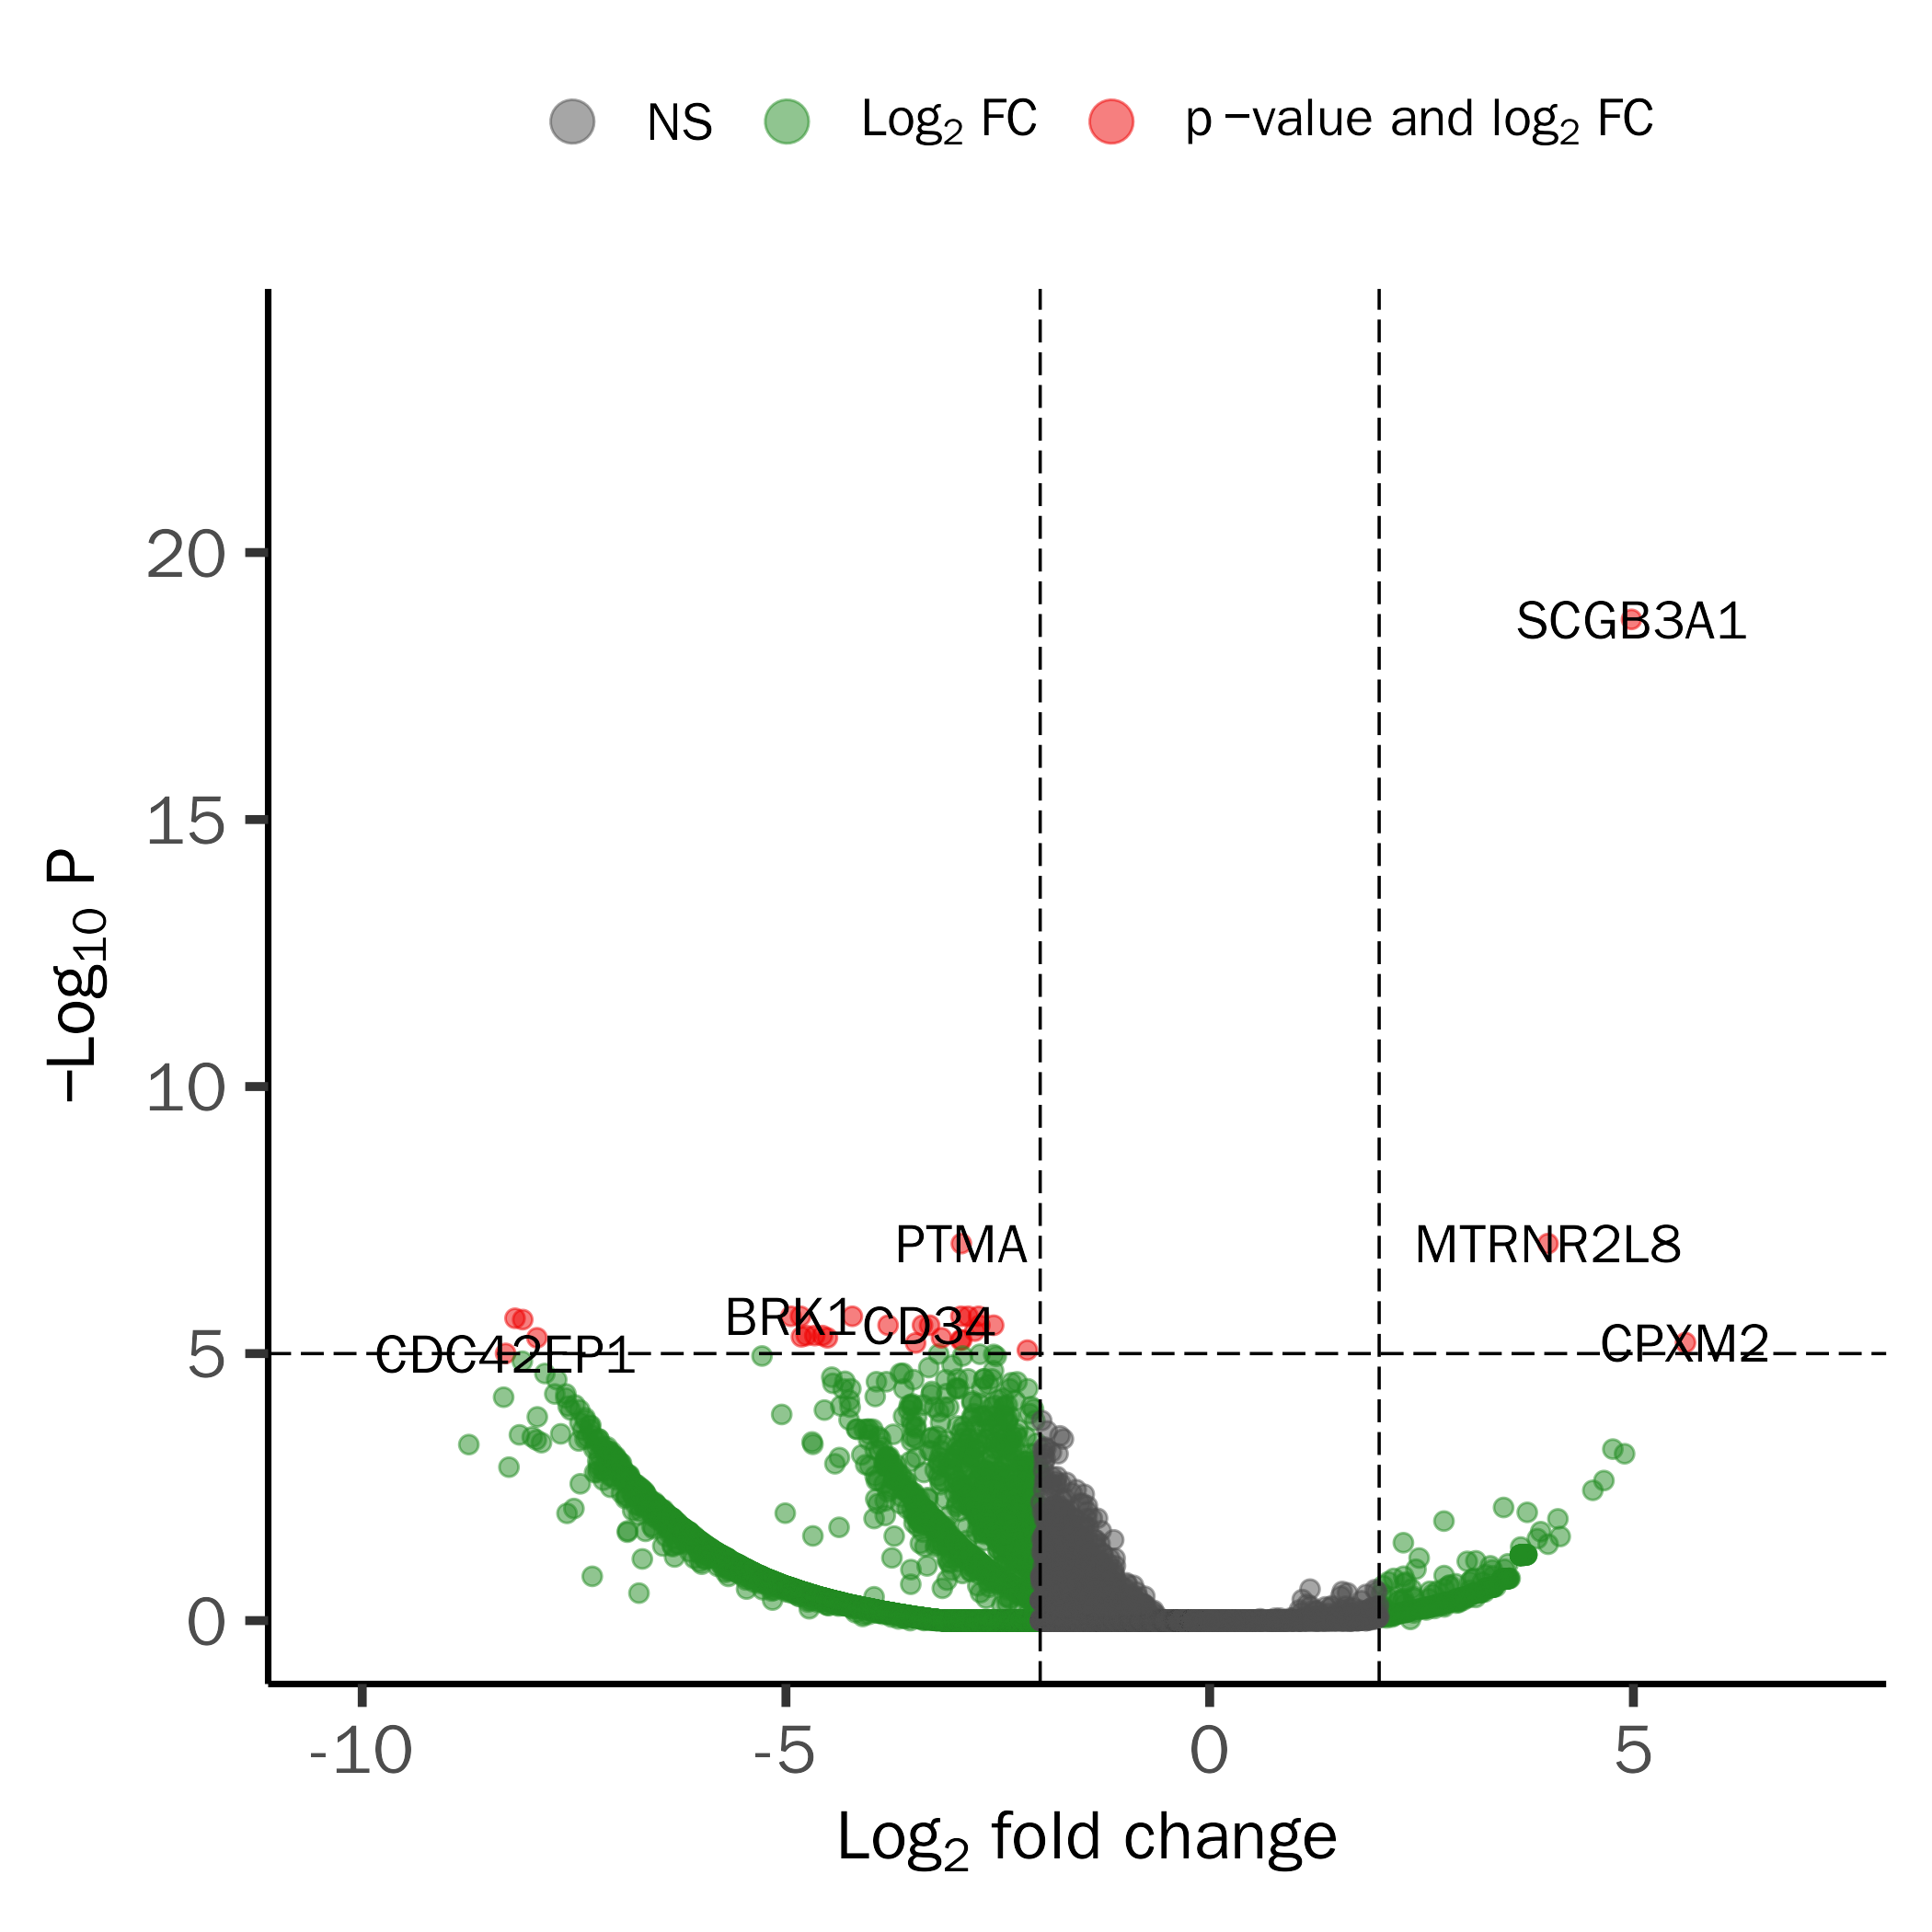 NS Log₂ FC p −value and log₂ FC
20
SCGB3A1
15
−Log₁₀ P
10
PTMA MTRNR2L8
BRK1 CD34
5 CDC42EP1 CPXM2
0
-10 -5 0 5
Log₂ fold change